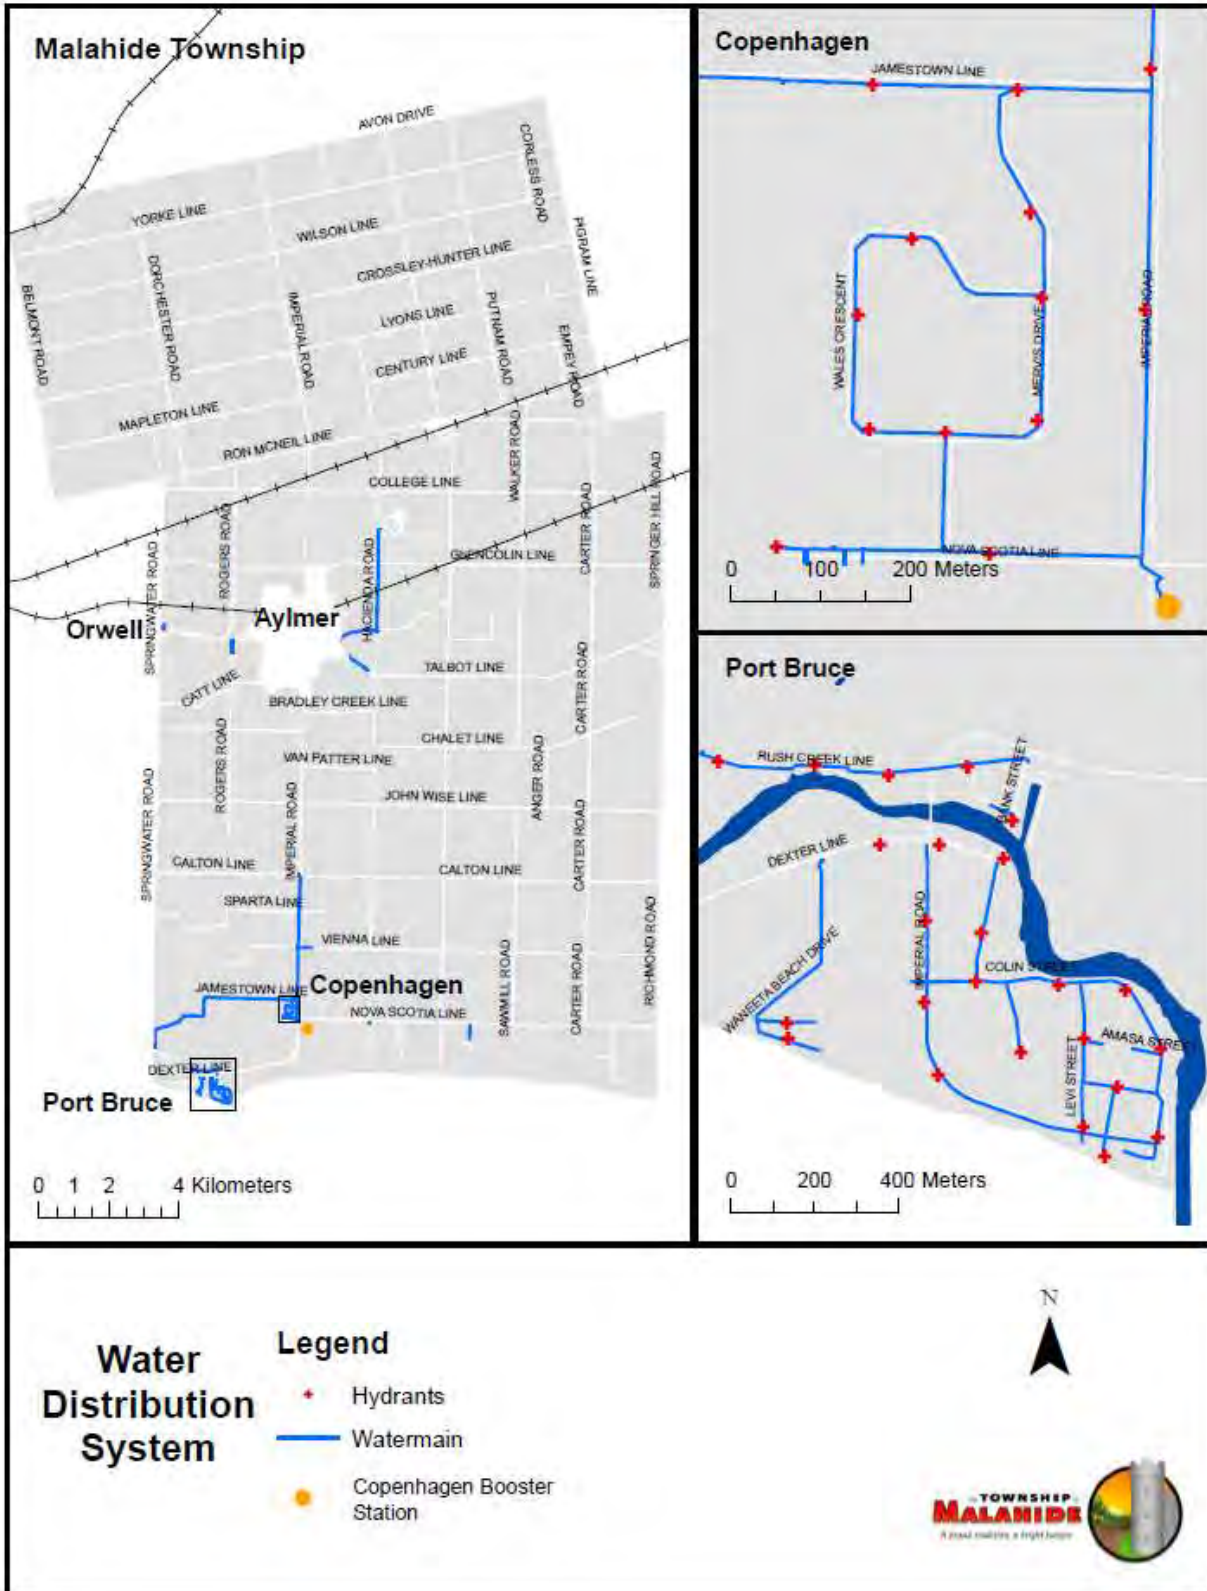 Malahide Township
AVON DRIVE
CORLESS ROAD
YORKE LINE
WILSON LINE
PIGRAM LINE
CROSSLEY-HUNTER LINE
DORCHESTER ROAD
BELMONT ROAD
IMPERIAL ROAD
PUTNAM ROAD
LYONS LINE
EMPEY ROAD
CENTURY LINE
MAPLETON LINE
RON MCNEIL LINE
WALKER ROAD
COLLEGE LINE
SPRINGER HILL ROAD
CARTER ROAD
ROGERS ROAD
HACIENDA ROAD
GLENCOLIN LINE
SPRINGWATER ROAD
Aylmer
Orwell
TALBOT LINE
CARTER ROAD
CATT LINE
BRADLEY CREEK LINE
ROGERS ROAD
CHALET LINE
VAN PATTER LINE
ANGER ROAD
SPRINGWATER ROAD
IMPERIAL ROAD
JOHN WISE LINE
CARTER ROAD
CALTON LINE
CALTON LINE
SPARTA LINE
RICHMOND ROAD
VIENNA LINE
SAWMILL ROAD
CARTER ROAD
JAMESTOWN LINE
Copenhagen
NOVA SCOTIA LINE
DEXTER LINE
Port Bruce
0 1 2 4 Kilometers
Copenhagen
JAMESTOWN LINE
WALES CRESCENT
MERVIS DRIVE
IMPERIAL ROAD
NOVA SCOTIA LINE
0 100 200 Meters
Port Bruce
RUSH CREEK LINE
BANK STREET
DEXTER LINE
IMPERIAL ROAD
WANEETA BEACH DRIVE
COLIN STREET
AMASA STREET
LEVI STREET
0 200 400 Meters
Water
Distribution
System
Legend
Hydrants
Watermain
Copenhagen Booster
Station
N
TOWNSHIP
MALAHIDE